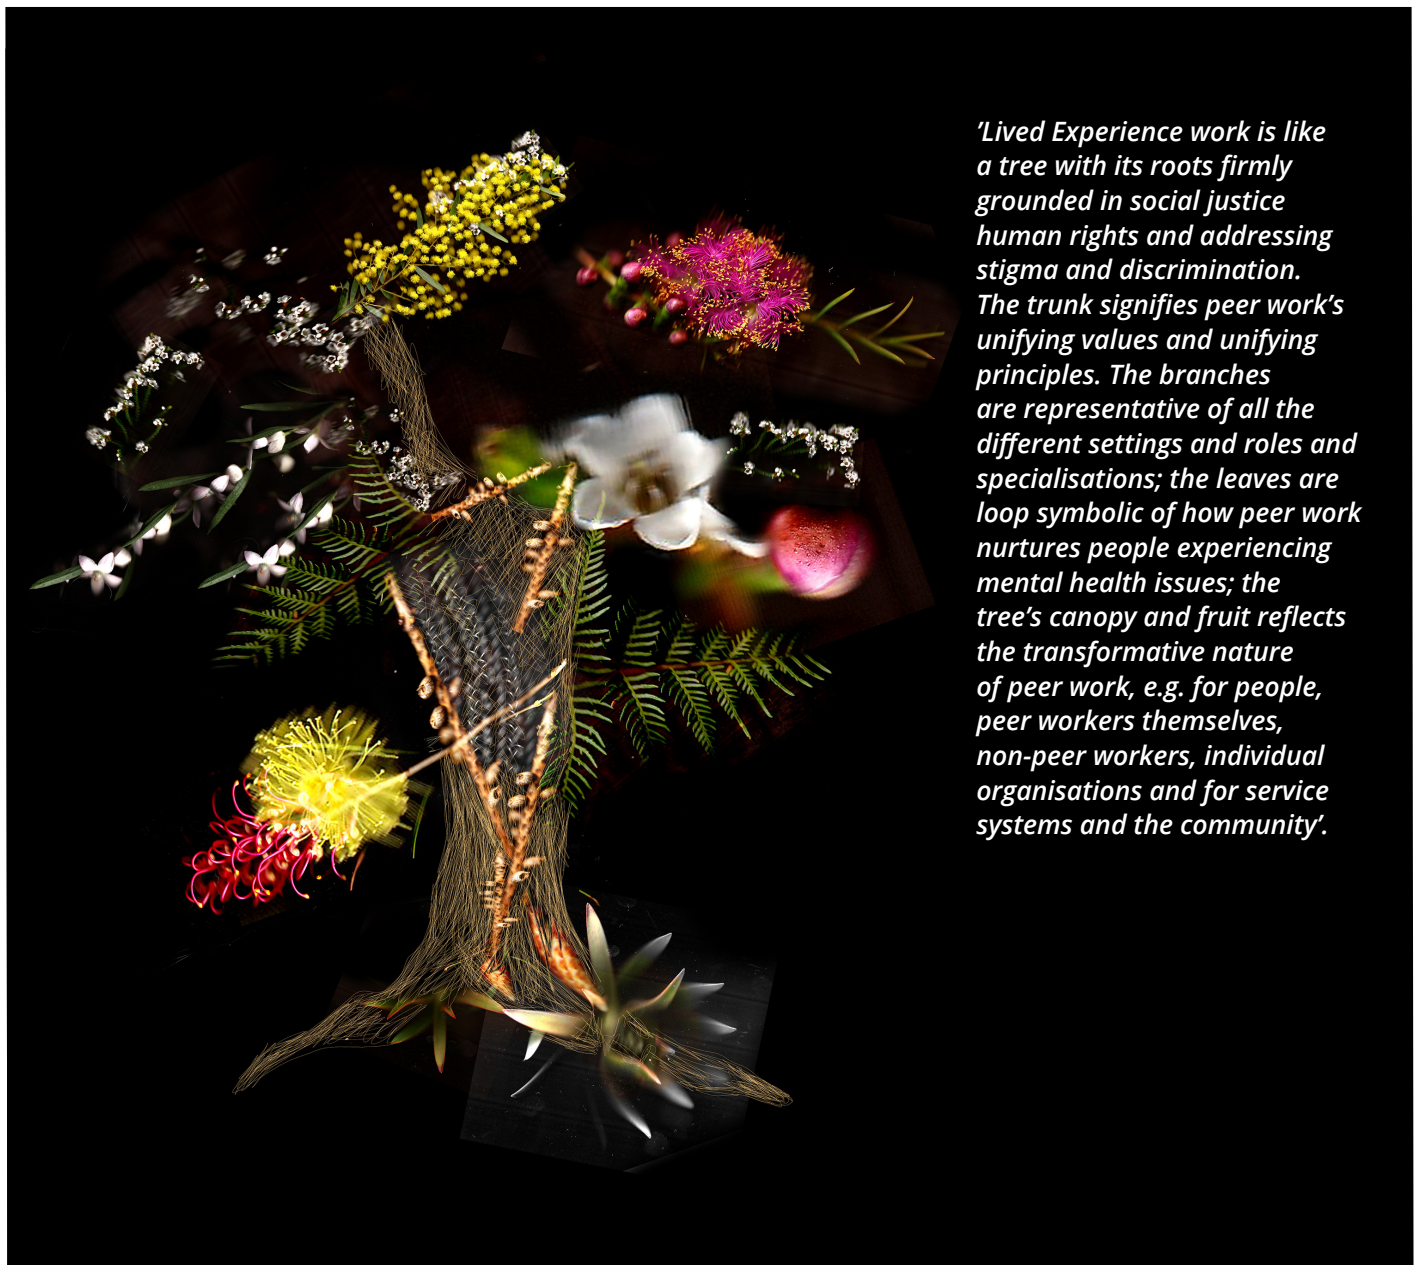 'Lived Experience work is like
a tree with its roots firmly
grounded in social justice
human rights and addressing
stigma and discrimination.
The trunk signifies peer work's
unifying values and unifying
principles. The branches
are representative of all the
different settings and roles and
specialisations; the leaves are
loop symbolic of how peer work
nurtures people experiencing
mental health issues; the
tree's canopy and fruit reflects
the transformative nature
of peer work, e.g. for people,
peer workers themselves,
non-peer workers, individual
organisations and for service
systems and the community'.